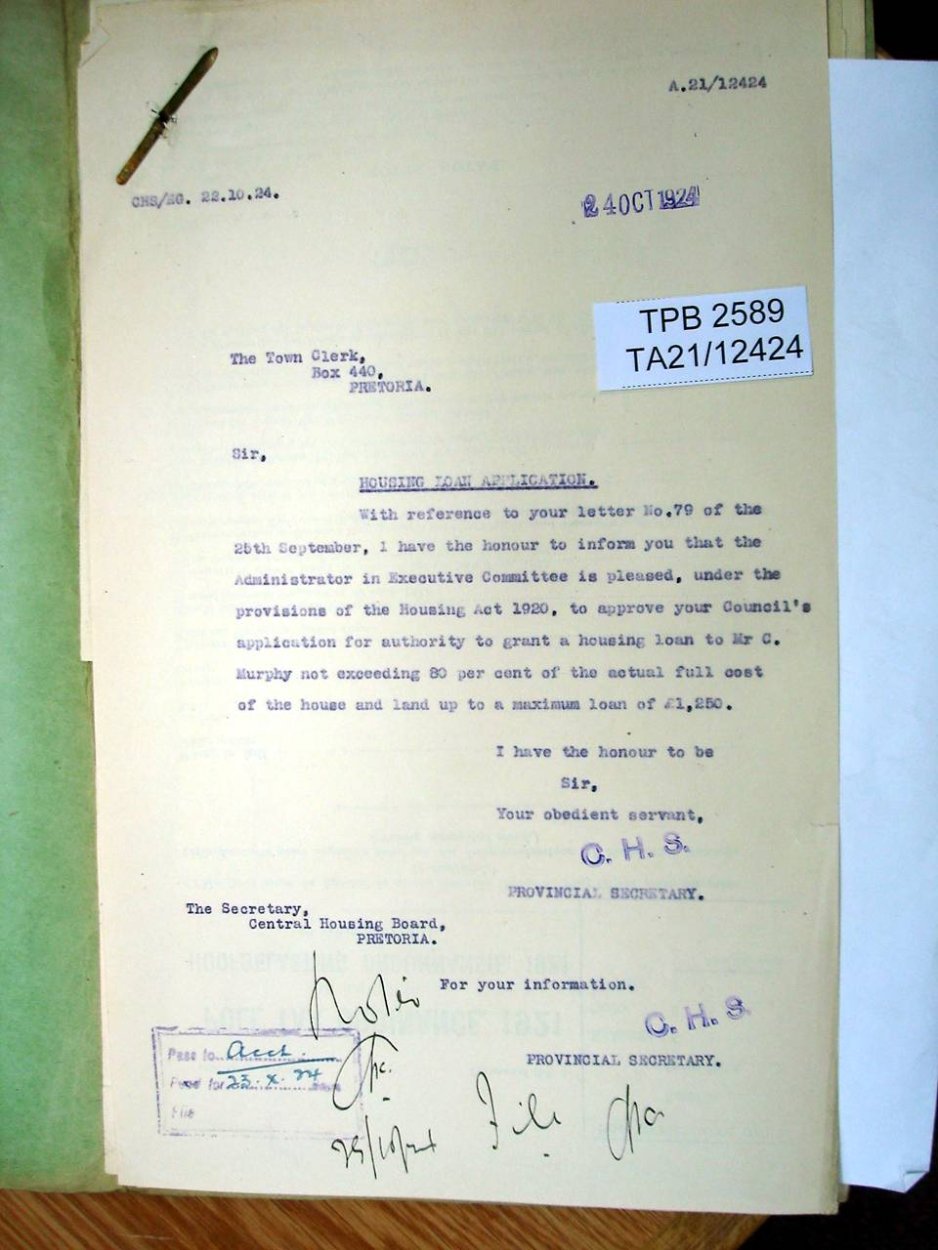 A.21/12424
CHS/EG. 22.10.24.
24 OCT 1924
TPB 2589
TA21/12424
The Town Clerk,
Box 440,
PRETORIA.
Sir,
HOUSING LOAN APPLICATION.
With reference to your letter No.79 of the
25th September, I have the honour to inform you that the
Administrator in Executive Committee is pleased, under the
provisions of the Housing Act 1920, to approve your Council's
application for authority to grant a housing loan to Mr C.
Murphy not exceeding 80 per cent of the actual full cost
of the house and land up to a maximum loan of £1,250.
I have the honour to be
Sir,
Your obedient servant,
C. H. S.
PROVINCIAL SECRETARY.
The Secretary,
Central Housing Board,
PRETORIA.
For your information.
C. H. S.
PROVINCIAL SECRETARY.
Pass to Acct.
23.X.24
File
File